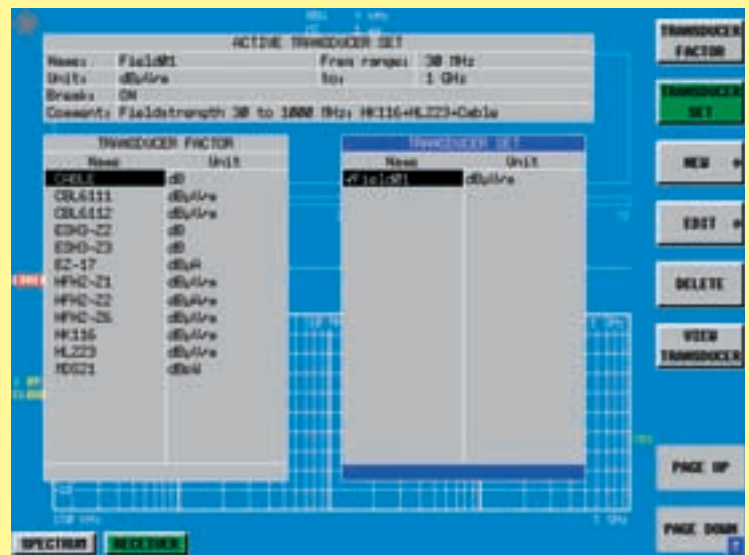 ACTIVE TRANSDUCER SET
Name: Field01 Freq range: 30 MHz
Unit: dBµV/m to: 1 GHz
Break: ON
Comment: Fieldstrength 30 to 1000 MHz: HK116+HL223+Cable
TRANSDUCER FACTOR
Name Unit
CABLE dB
CBL6111 dBµV/m
CBL6112 dBµV/m
ESH3-Z2 dB
ESH3-Z3 dB
EZ-17 dBµA
HFH2-Z1 dBµV/m
HFH2-Z2 dBµV/m
HFH2-Z6 dBµV/m
HK116 dBµV/m
HL223 dBµV/m
MDS21 dBpW
TRANSDUCER SET
Name Unit
√Field01 dBµV/m
TRANSDUCER FACTOR
TRANSDUCER SET
NEW
EDIT
DELETE
VIEW TRANSDUCER
PAGE UP
PAGE DOWN
1 GHz
SPECTRUM RECEIVER